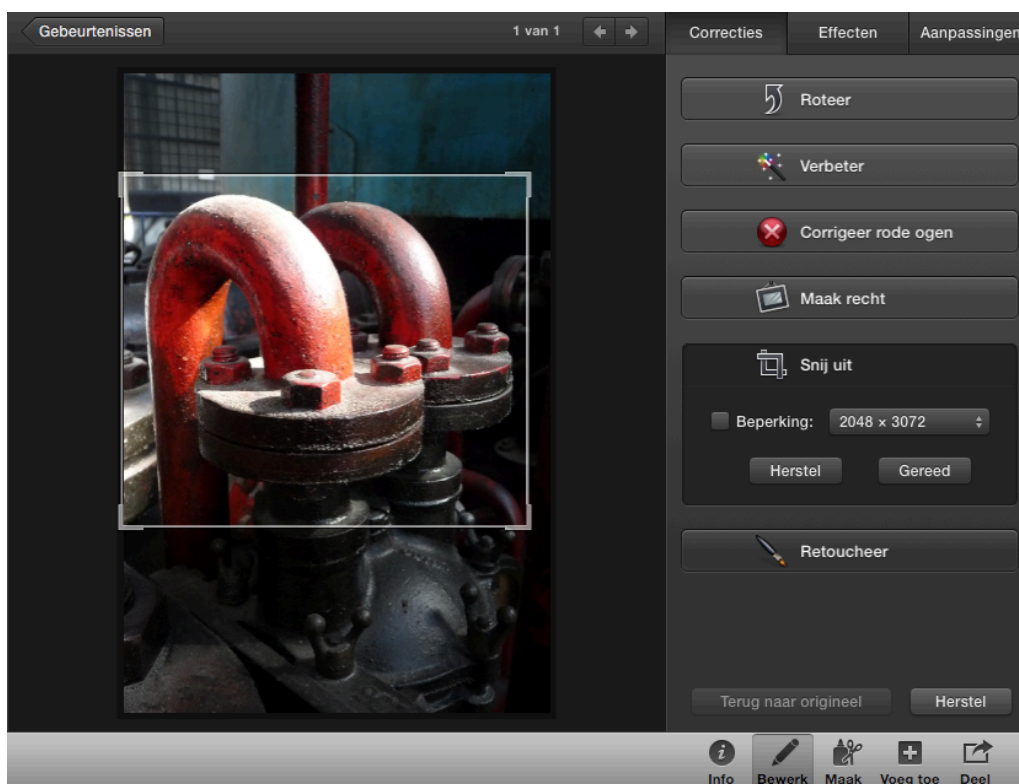 Gebeurtenissen
1 van 1
Correcties
Effecten
Aanpassingen
Roteer
Verbeter
Corrigeer rode ogen
Maak recht
Snij uit
Beperking: 2048 × 3072
Herstel Gereed
Retoucheer
Terug naar origineel Herstel
Info Bewerk Maak Voeg toe Deel